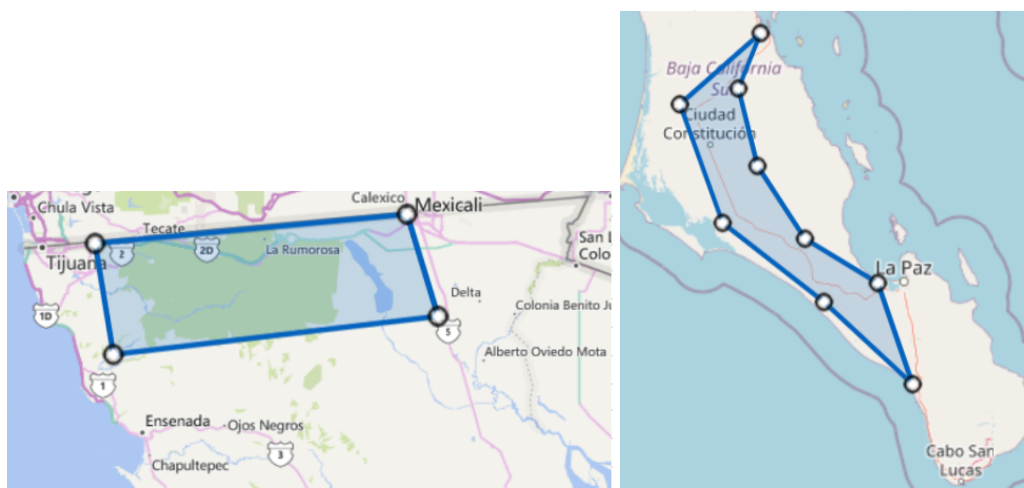 Chula Vista
Calexico
Mexicali
Tecate
2
2D
La Rumorosa
San L
Colo
Tijuana
Delta
1D
Colonia Benito Ju
5
Alberto Oviedo Mota
1
Ensenada
Ojos Negros
3
Chapultepec
Baja California
Su
Ciudad
Constitución
La Paz
Cabo San
Lucas